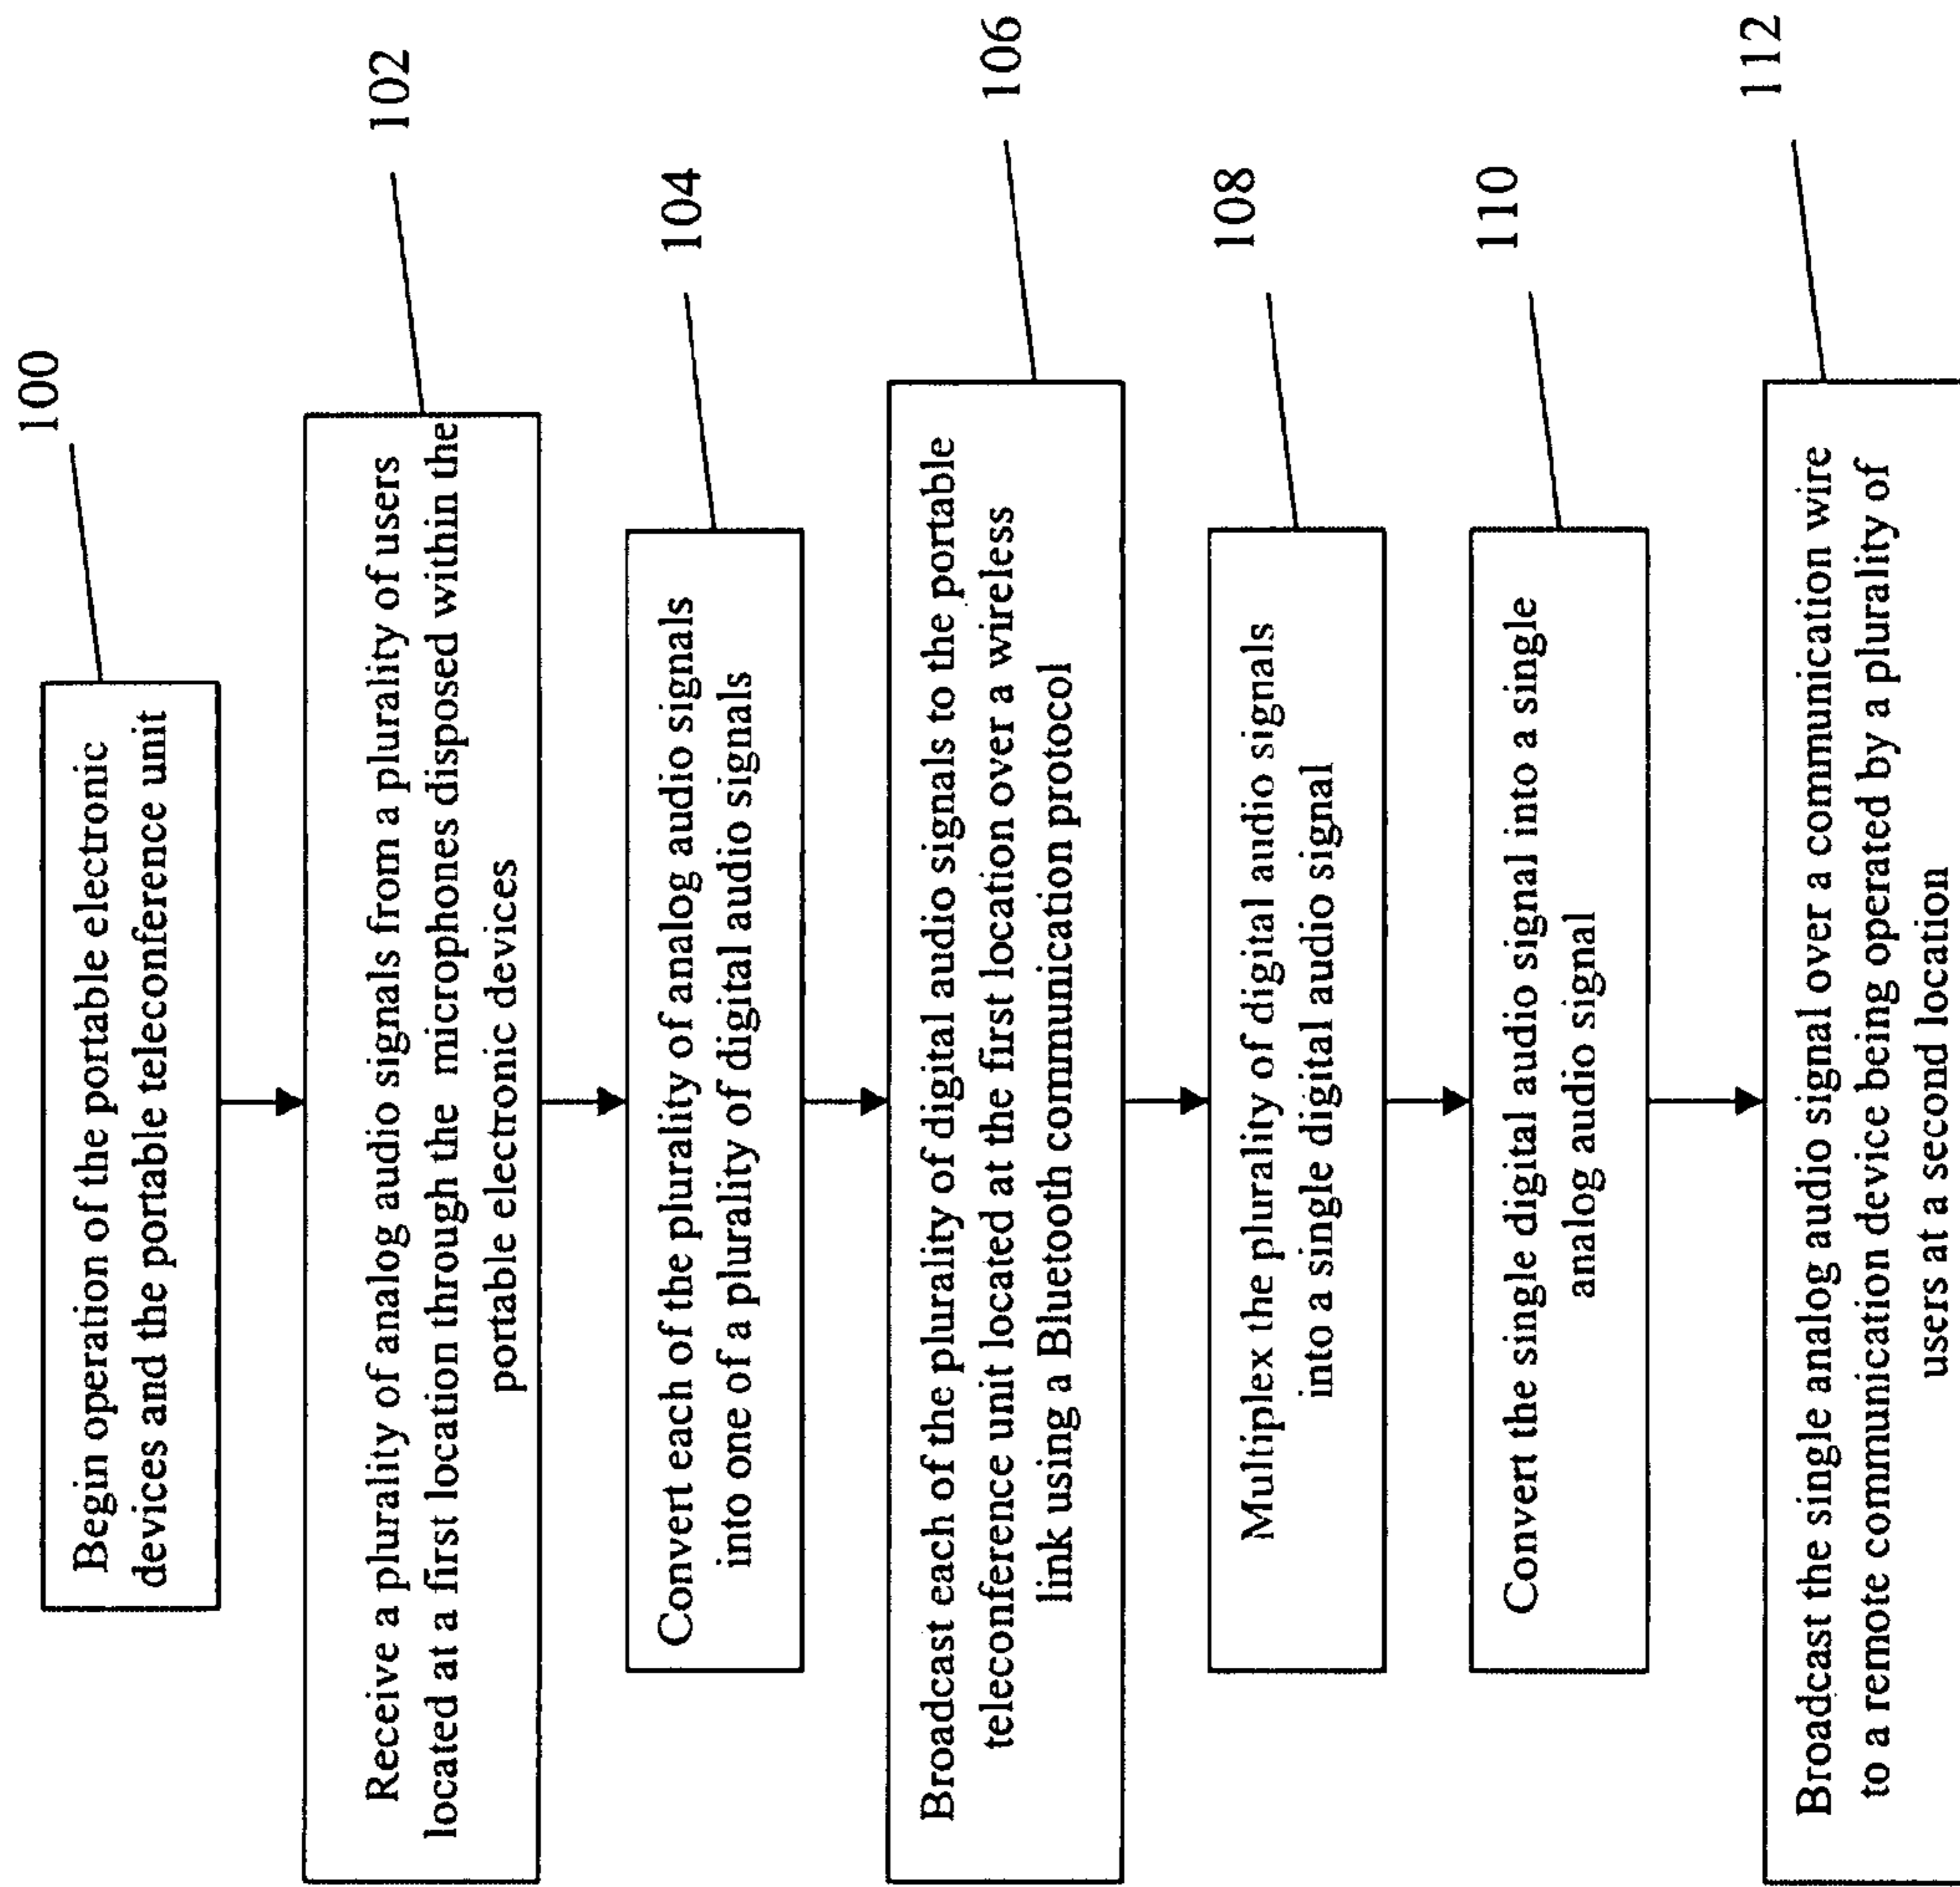 100
Begin operation of the portable electronic
devices and the portable teleconference unit
102
Receive a plurality of analog audio signals from a plurality of users
located at a first location through the microphones disposed within the
portable electronic devices
104
Convert each of the plurality of analog audio signals
into one of a plurality of digital audio signals
106
Broadcast each of the plurality of digital audio signals to the portable
teleconference unit located at the first location over a wireless
link using a Bluetooth communication protocol
108
Multiplex the plurality of digital audio signals
into a single digital audio signal
110
Convert the single digital audio signal into a single
analog audio signal
112
Broadcast the single analog audio signal over a communication wire
to a remote communication device being operated by a plurality of
users at a second location